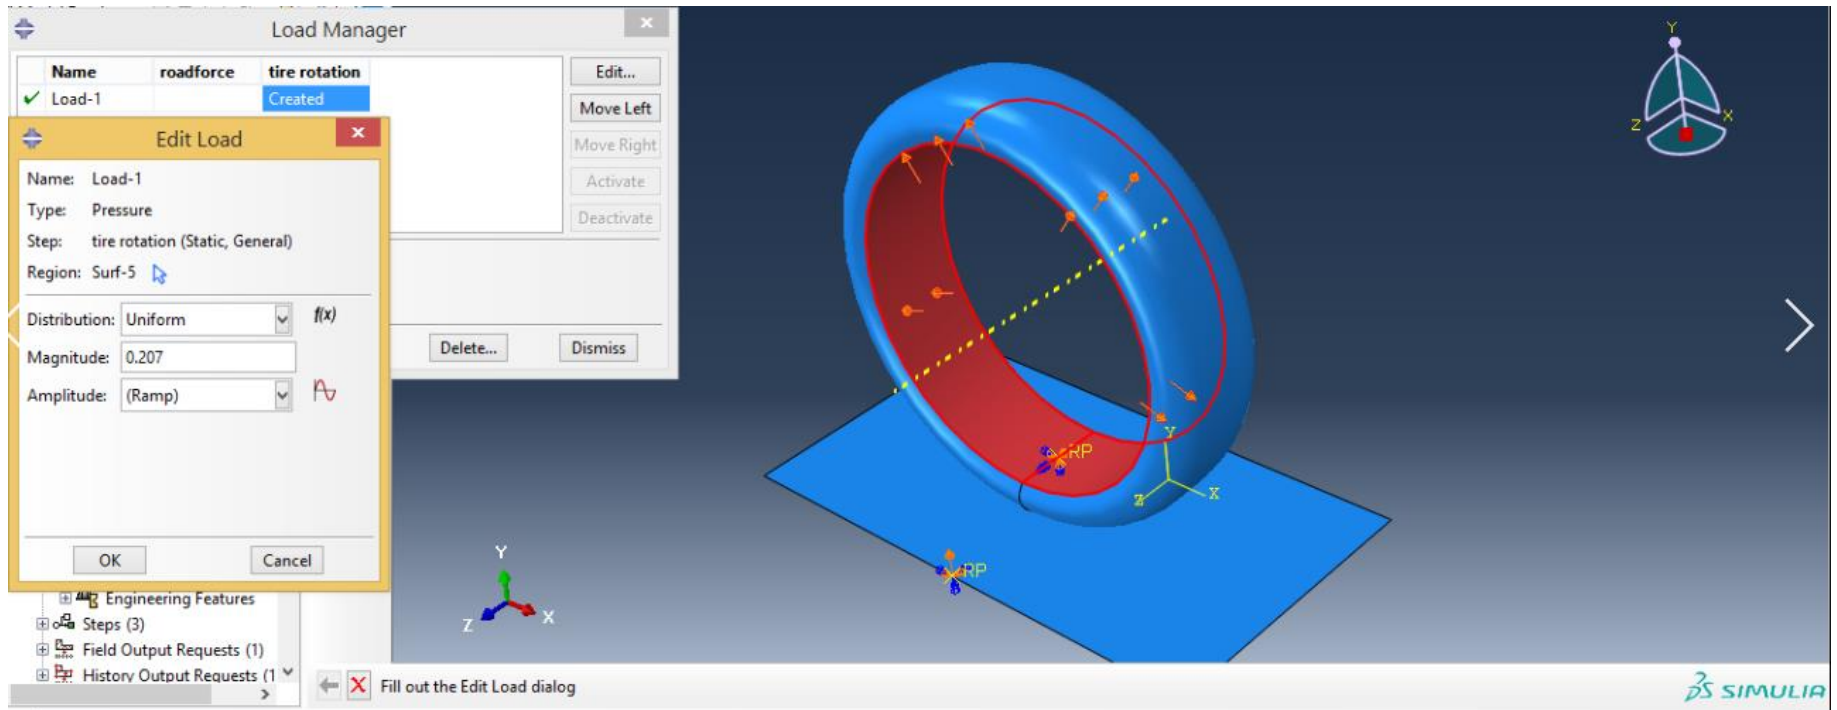 Load Manager
Name roadforce tire rotation
Load-1 Created
Edit...
Move Left
Move Right
Activate
Deactivate
Delete... Dismiss
Edit Load
Name: Load-1
Type: Pressure
Step: tire rotation (Static, General)
Region: Surf-5
Distribution: Uniform f(x)
Magnitude: 0.207
Amplitude: (Ramp)
OK Cancel
Engineering Features
Steps (3)
Field Output Requests (1)
History Output Requests (1
Fill out the Edit Load dialog
Y
Z X
RP
Y
Z X
RP
Y
Z X
SIMULIA